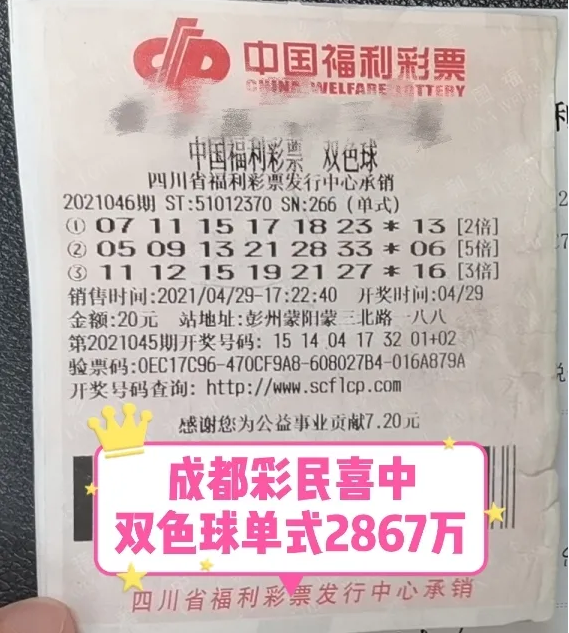 中国福利彩票
CHINA WELFARE LOTTERY
中国福利彩票 双色球
四川省福利彩票发行中心承销
2021046期 ST:51012370 SN:266 (单式)
① 07 11 15 17 18 23 * 13 [2倍]
② 05 09 13 21 28 33 * 06 [5倍]
③ 11 12 15 19 21 27 * 16 [3倍]
销售时间:2021/04/29-17:22:40 开奖时间:04/29
金额:20元 站地址:彭州蒙阳蒙三北路一八八
第2021045期开奖号码: 15 14 04 17 32 01+02
验票码:0EC17C96-470CF9A8-608027B4-016A879A
开奖号码查询: http://www.scflcp.com
感谢您为公益事业贡献7.20元
成都彩民喜中
双色球单式2867万
四川省福利彩票发行中心承销